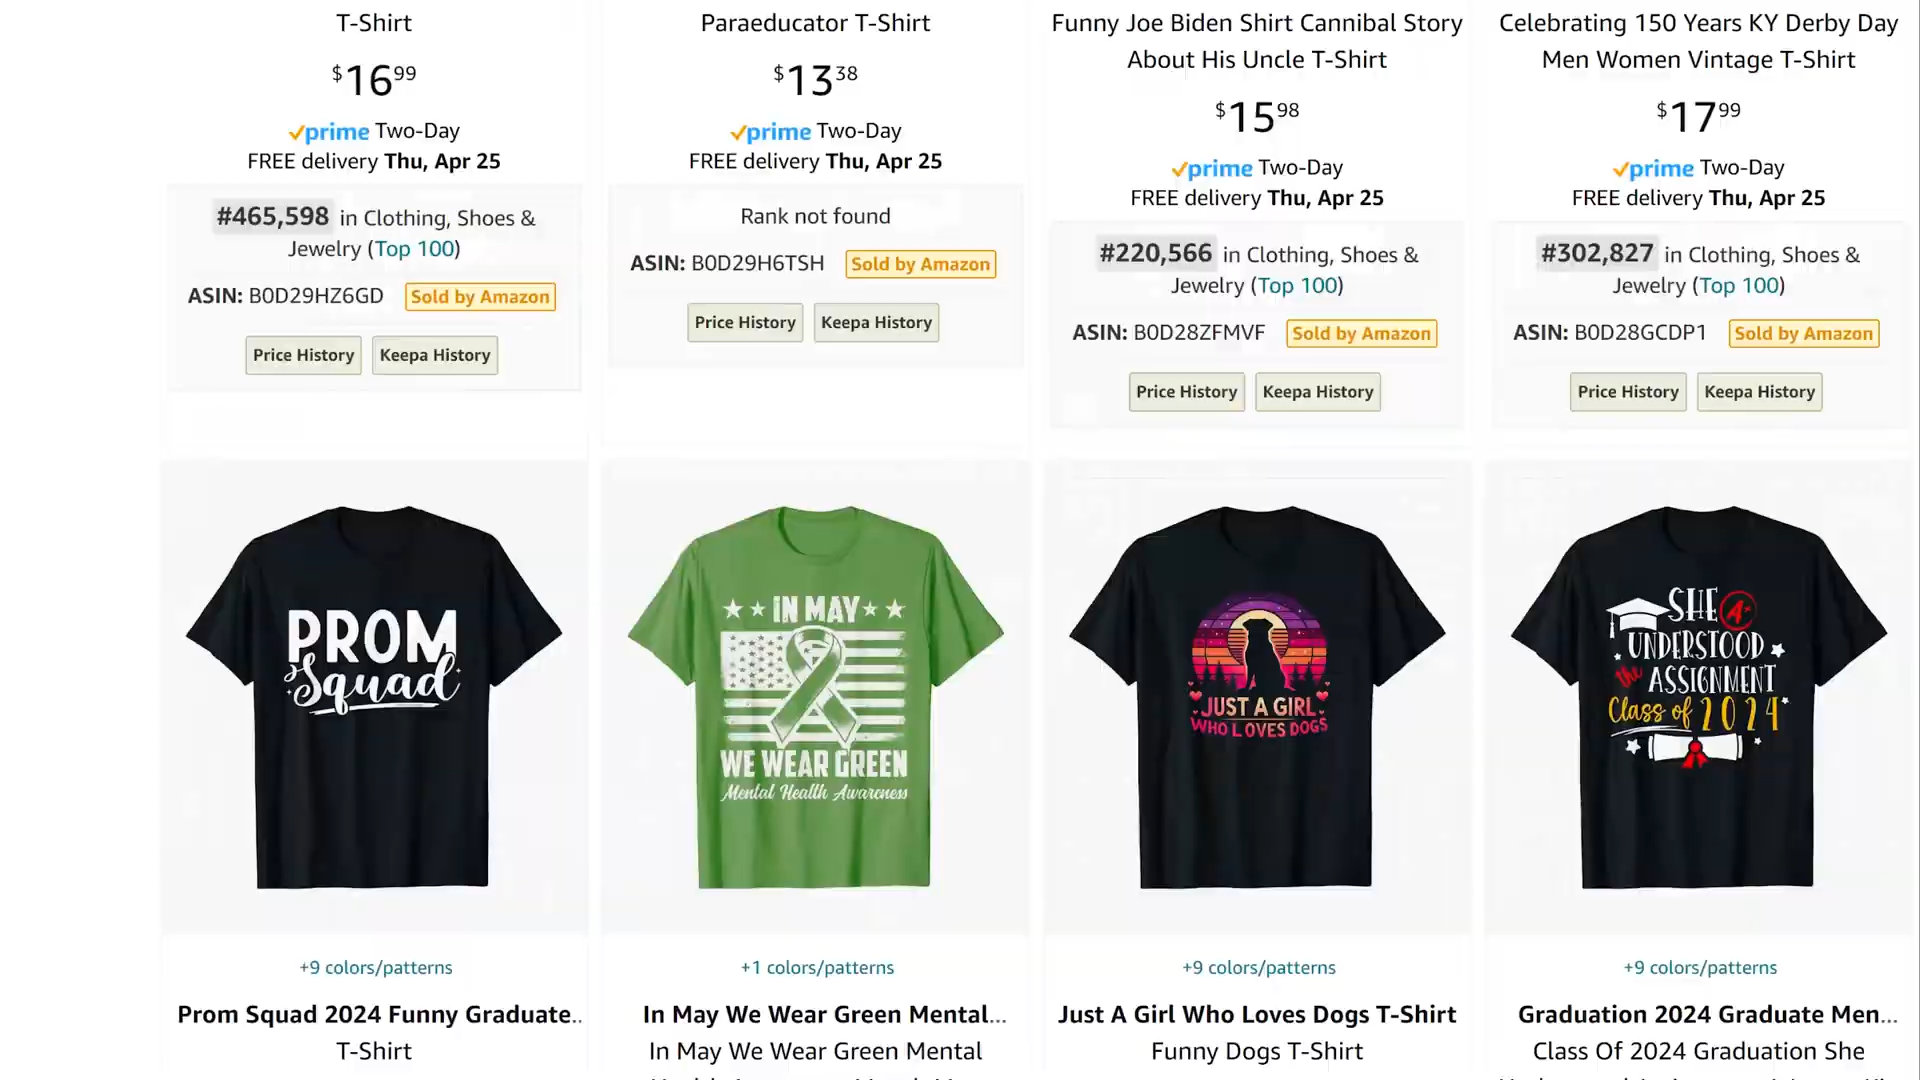 T-Shirt
$16 99
prime Two-Day
FREE delivery Thu, Apr 25
#465,598 in Clothing, Shoes &
Jewelry (Top 100)
ASIN: B0D29HZ6GD Sold by Amazon
Price History Keepa History
Paraeducator T-Shirt
$13 38
prime Two-Day
FREE delivery Thu, Apr 25
Rank not found
ASIN: B0D29H6TSH Sold by Amazon
Price History Keepa History
Funny Joe Biden Shirt Cannibal Story
About His Uncle T-Shirt
$15 98
prime Two-Day
FREE delivery Thu, Apr 25
#220,566 in Clothing, Shoes &
Jewelry (Top 100)
ASIN: B0D28ZFMVF Sold by Amazon
Price History Keepa History
Celebrating 150 Years KY Derby Day
Men Women Vintage T-Shirt
$17 99
prime Two-Day
FREE delivery Thu, Apr 25
#302,827 in Clothing, Shoes &
Jewelry (Top 100)
ASIN: B0D28GCDP1 Sold by Amazon
Price History Keepa History
PROM
Squad
+9 colors/patterns
Prom Squad 2024 Funny Graduate...
T-Shirt
IN MAY
WE WEAR GREEN
Mental Health Awareness
+1 colors/patterns
In May We Wear Green Mental...
In May We Wear Green Mental
JUST A GIRL
WHO LOVES DOGS
+9 colors/patterns
Just A Girl Who Loves Dogs T-Shirt
Funny Dogs T-Shirt
SHE A+
UNDERSTOOD
the ASSIGNMENT
Class of 2024
+9 colors/patterns
Graduation 2024 Graduate Men...
Class Of 2024 Graduation She